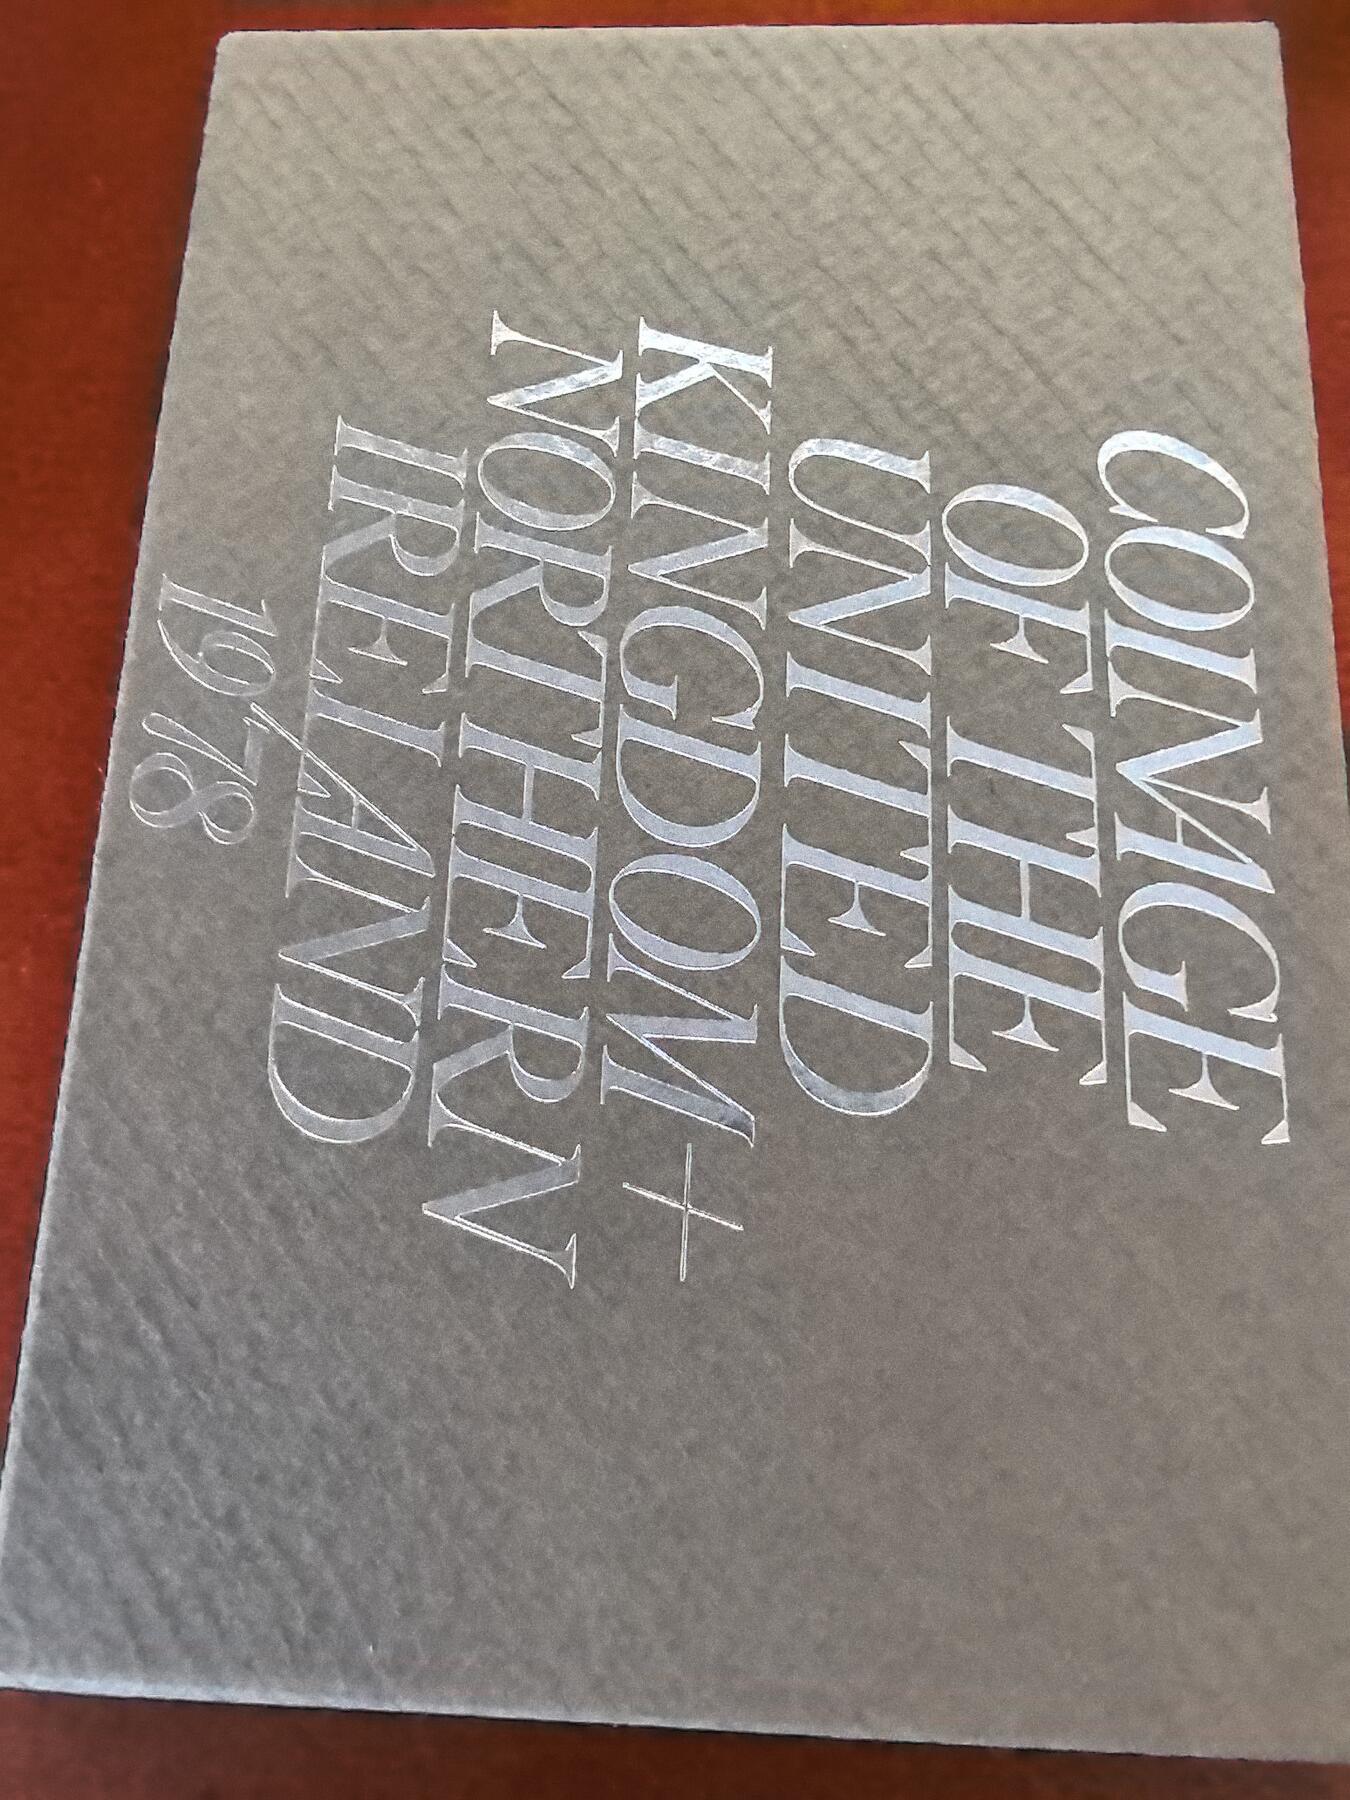 COINAGE
OF THE
UNITED
KINGDOM +
NORTHERN
IRELAND
1978